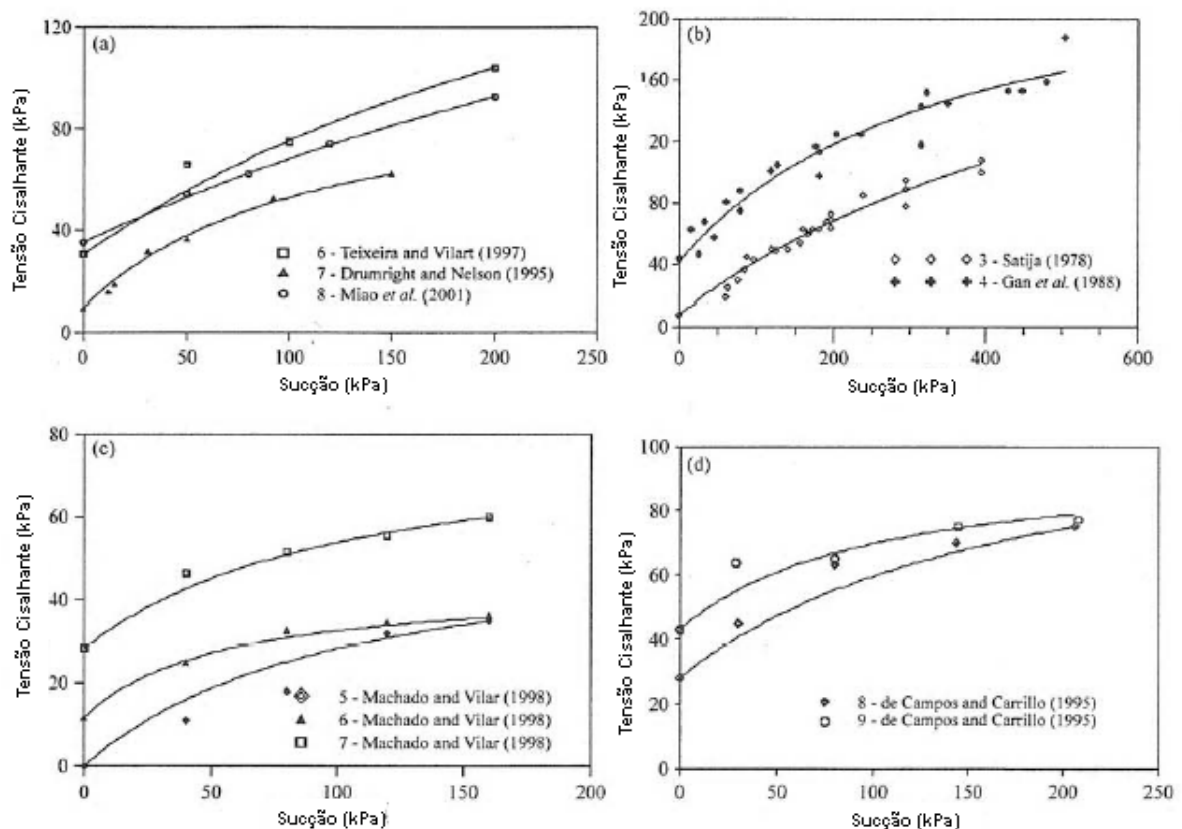 (a)
Tensão Cisalhante (kPa)
120
80
40
0
6 - Teixeira and Vilart (1997)
7 - Drumright and Nelson (1995)
8 - Miao et al. (2001)
0 50 100 150 200 250
Sucção (kPa)
(b)
Tensão Cisalhante (kPa)
200
160
20
80
40
0
3 - Satija (1978)
4 - Gan et al. (1988)
0 200 400 600
Sucção (kPa)
(c)
Tensão Cisalhante (kPa)
80
60
40
20
0
5 - Machado and Vilar (1998)
6 - Machado and Vilar (1998)
7 - Machado and Vilar (1998)
0 50 100 150 200
Sucção (kPa)
(d)
Tensão Cisalhante (kPa)
100
80
60
40
20
0
8 - de Campos and Carrillo (1995)
9 - de Campos and Carrillo (1995)
0 50 100 150 200 250
Sucção (kPa)